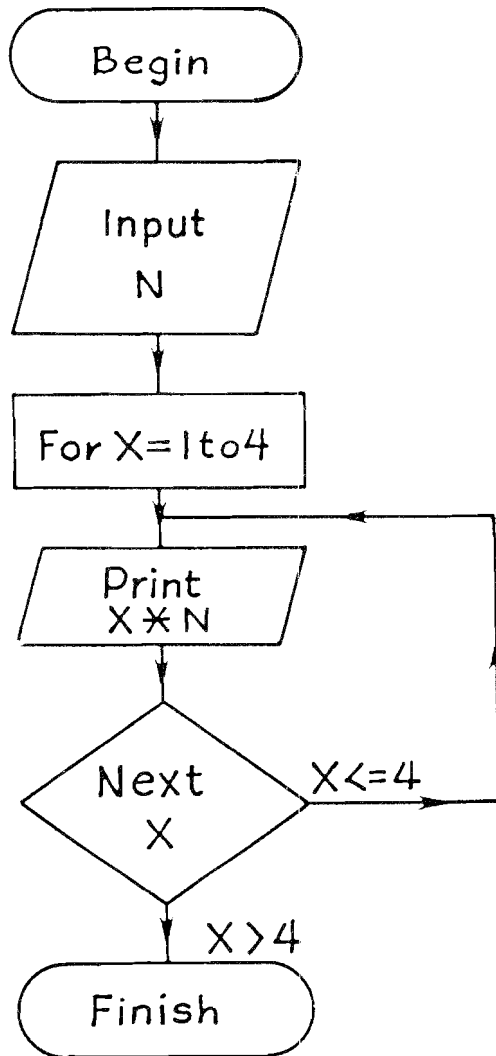 Begin
Input
N
For X=1to4
Print
X*N
Next
X
X<=4
X>4
Finish